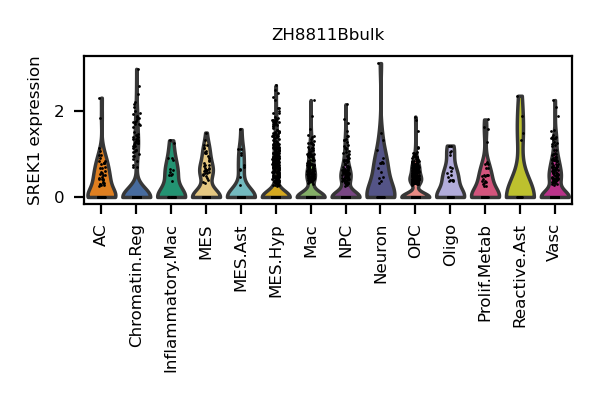 ZH8811Bbulk
SREK1 expression
2
0
AC
Chromatin.Reg
Inflammatory.Mac
MES
MES.Ast
MES.Hyp
Mac
NPC
Neuron
OPC
Oligo
Prolif.Metab
Reactive.Ast
Vasc